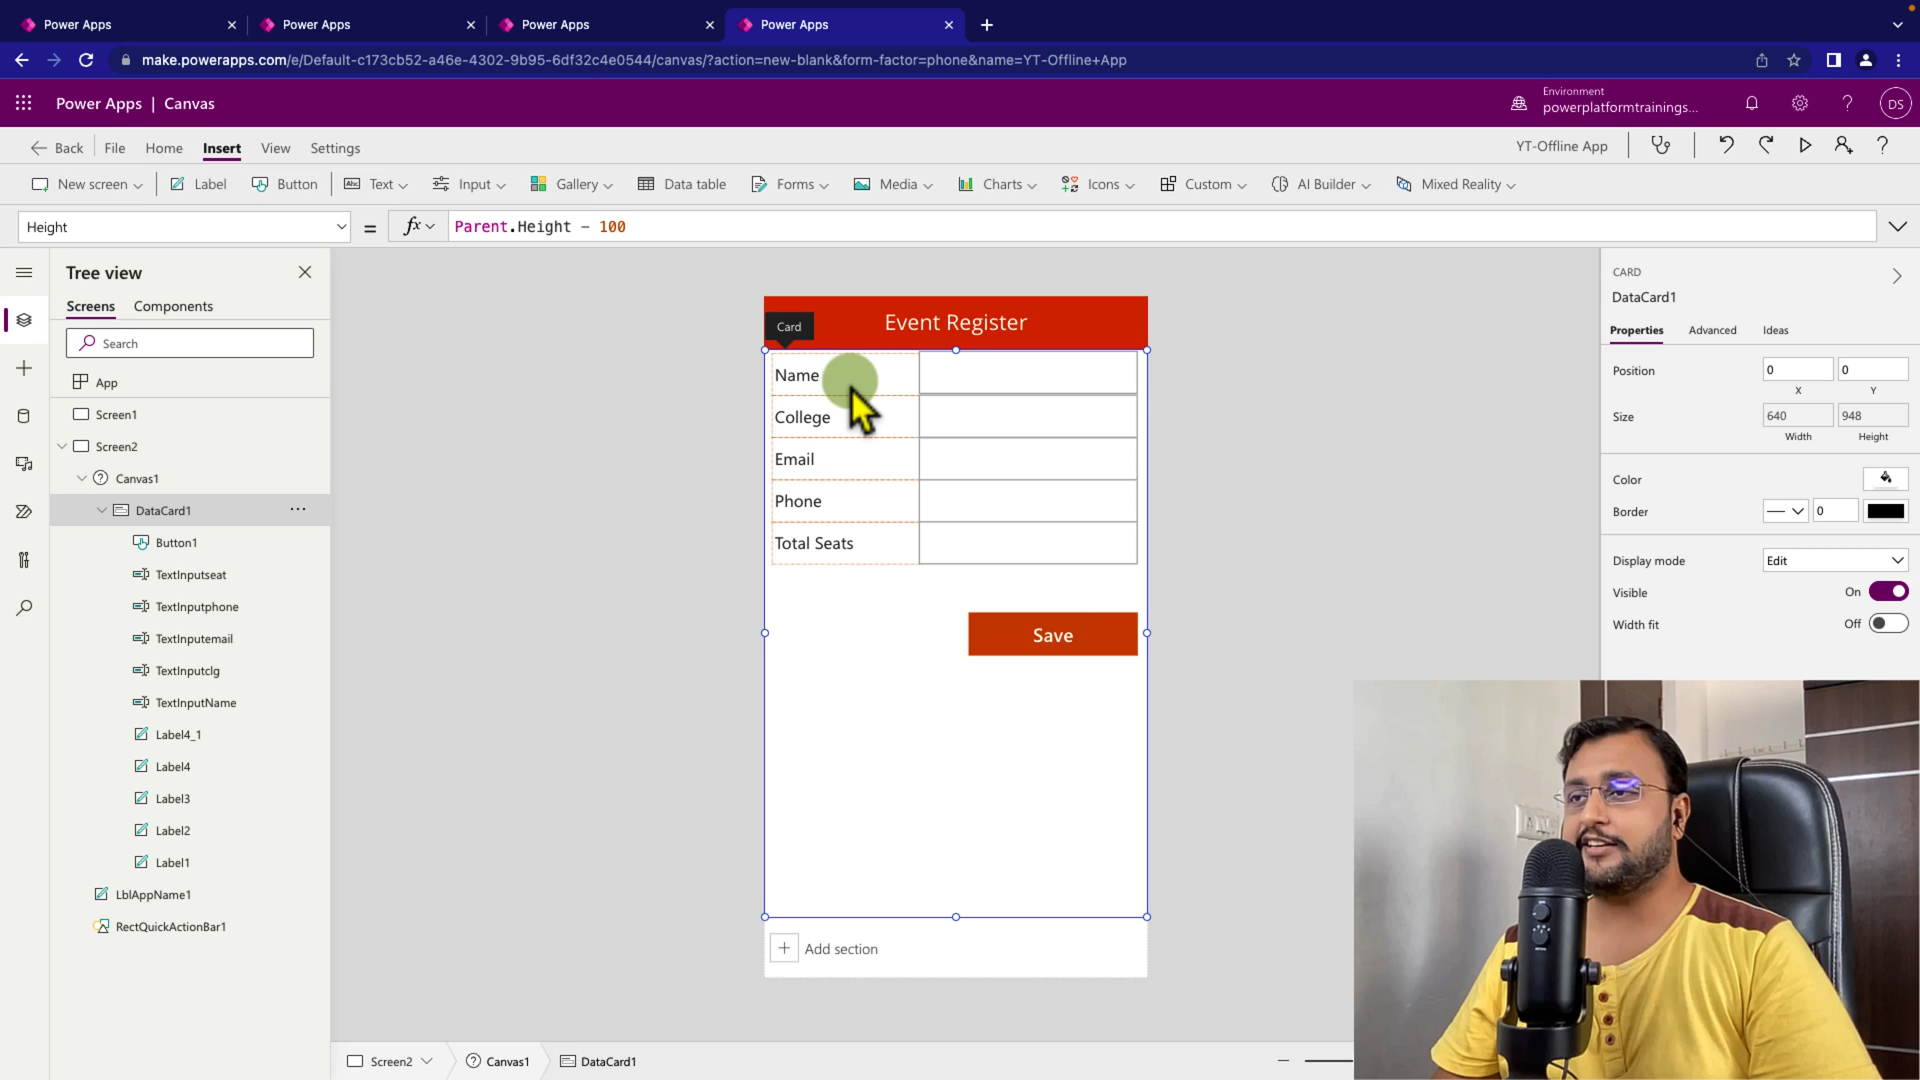 Power Apps
Power Apps
Power Apps
Power Apps
make.powerapps.com/e/Default-c173cb52-a46e-4302-9b95-6df32c4e0544/canvas/?action=new-blank&form-factor=phone&name=YT-Offline+App
Power Apps | Canvas
Environment
powerplatformtrainings...
DS
Back File Home Insert View Settings
YT-Offline App
New screen Label Button Text Input Gallery Data table Forms Media Charts Icons Custom AI Builder Mixed Reality
Height = fx Parent.Height - 100
Tree view
Screens Components
Search
App
Screen1
Screen2
Canvas1
DataCard1
Button1
TextInputseat
TextInputphone
TextInputemail
TextInputclg
TextInputName
Label4_1
Label4
Label3
Label2
Label1
LblAppName1
RectQuickActionBar1
Event Register
Card
Name
College
Email
Phone
Total Seats
Save
Add section
Screen2 Canvas1 DataCard1
CARD
DataCard1
Properties Advanced Ideas
Position 0 0
X Y
Size 640 948
Width Height
Color
Border 0
Display mode Edit
Visible On
Width fit Off